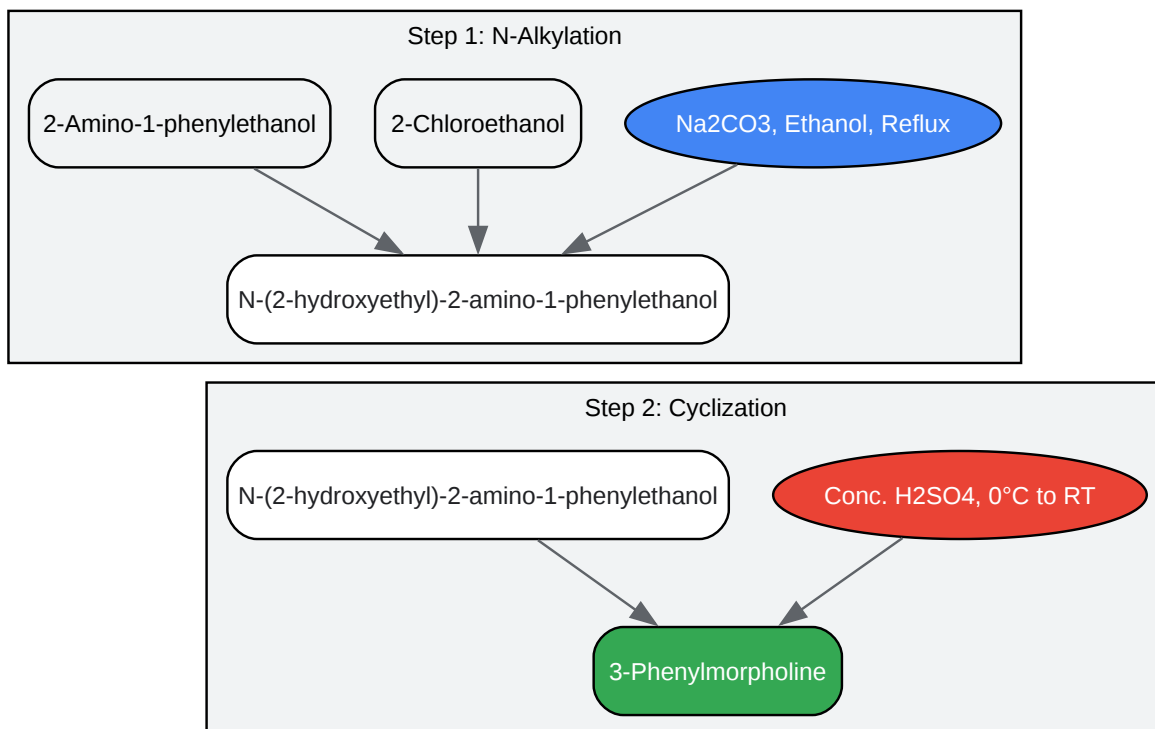 Step 1: N-Alkylation
2-Amino-1-phenylethanol
2-Chloroethanol
Na2CO3, Ethanol, Reflux
N-(2-hydroxyethyl)-2-amino-1-phenylethanol
Step 2: Cyclization
N-(2-hydroxyethyl)-2-amino-1-phenylethanol
Conc. H2SO4, 0°C to RT
3-Phenylmorpholine